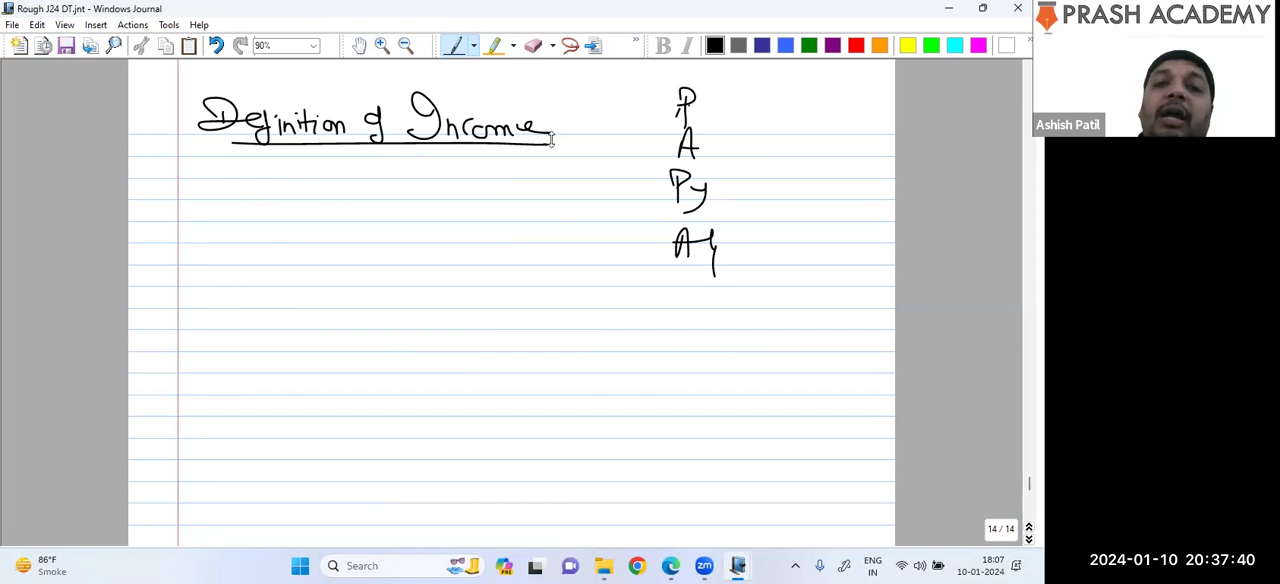 Rough J24 DT.jnt - Windows Journal
File Edit View Insert Actions Tools Help
90%
B I
PRASH ACADEMY
Ashish Patil
Definition of Income
P
A
Py
Ay
14 / 14
86°F
Smoke
Search
ENG
IN
18:07
10-01-2024
2024-01-10 20:37:40